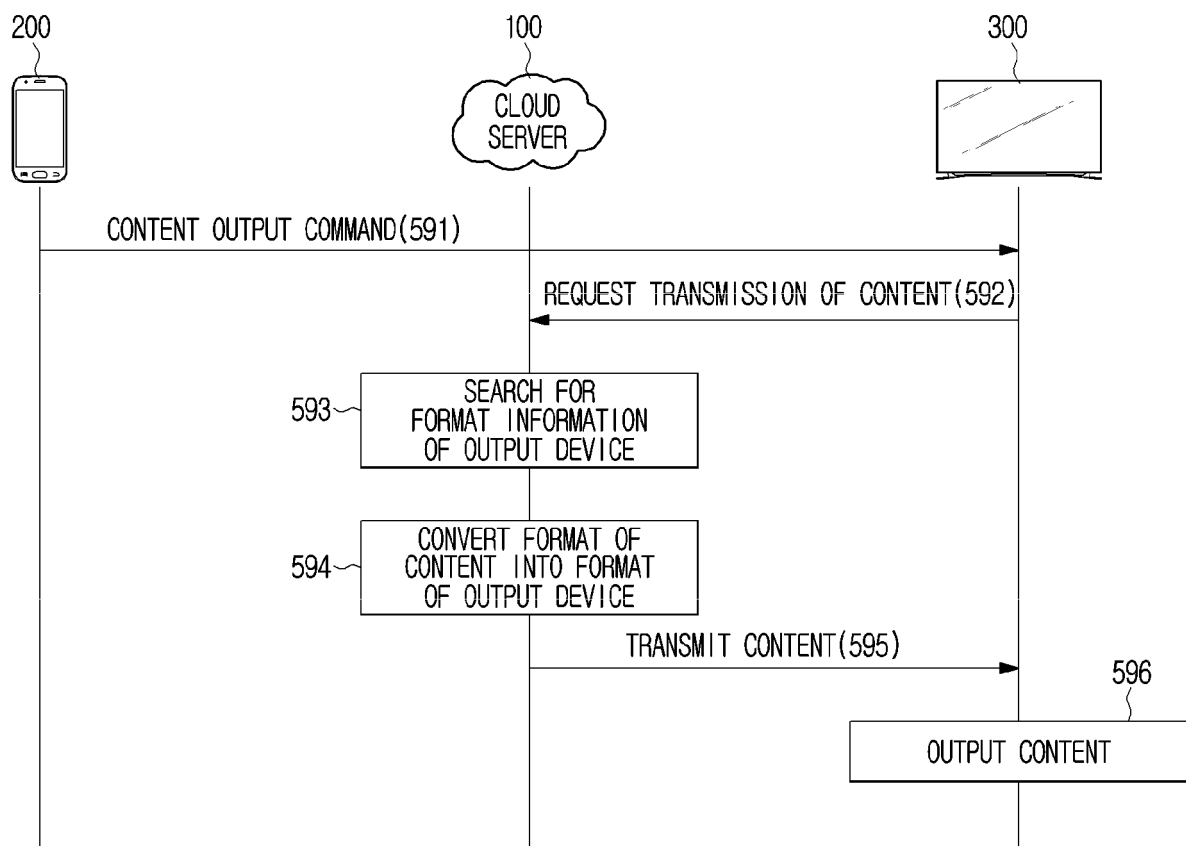 200
100
300
CLOUD
SERVER
CONTENT OUTPUT COMMAND(591)
REQUEST TRANSMISSION OF CONTENT(592)
593
SEARCH FOR
FORMAT INFORMATION
OF OUTPUT DEVICE
594
CONVERT FORMAT OF
CONTENT INTO FORMAT
OF OUTPUT DEVICE
TRANSMIT CONTENT(595)
596
OUTPUT CONTENT